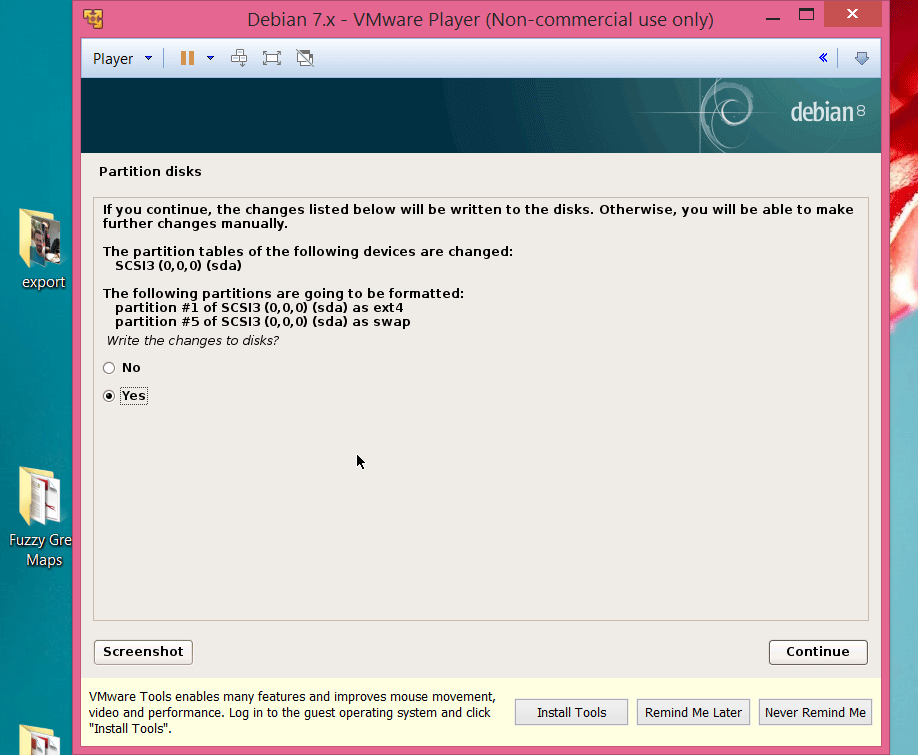 Debian 7.x - VMware Player (Non-commercial use only)
Player
debian 8
Partition disks
If you continue, the changes listed below will be written to the disks. Otherwise, you will be able to make
further changes manually.
The partition tables of the following devices are changed:
SCSI3 (0,0,0) (sda)
The following partitions are going to be formatted:
partition #1 of SCSI3 (0,0,0) (sda) as ext4
partition #5 of SCSI3 (0,0,0) (sda) as swap
Write the changes to disks?
No
Yes
export
Fuzzy Gre
Maps
Screenshot
Continue
VMware Tools enables many features and improves mouse movement,
video and performance. Log in to the guest operating system and click
"Install Tools".
Install Tools
Remind Me Later
Never Remind Me